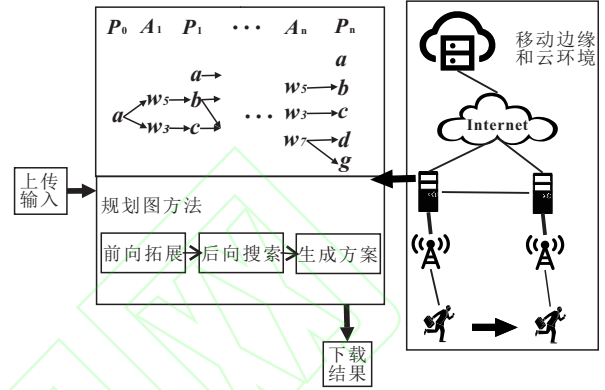 P₀ A₁ P₁ ··· Aₙ Pₙ
a
a w₅ b
w₅ b w₃ c
a w₃ c ··· w₇ d
g
上传
输入
规划图方法
前向拓展 后向搜索 生成方案
下载
结果
移动边缘
和云环境
Internet